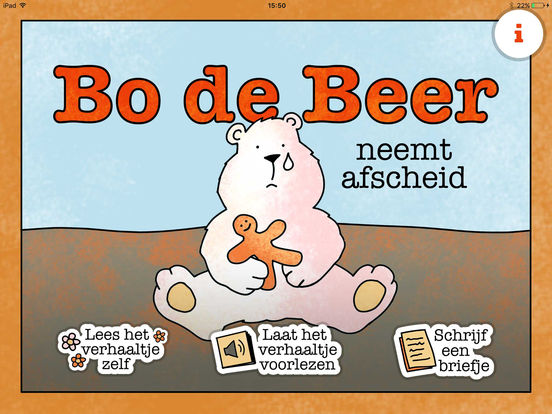 iPad 15:50 22%
i
Bo de Beer
neemt
afscheid
Lees het
verhaaltje
zelf
Laat het
verhaaltje
voorlezen
Schrijf
een
briefje